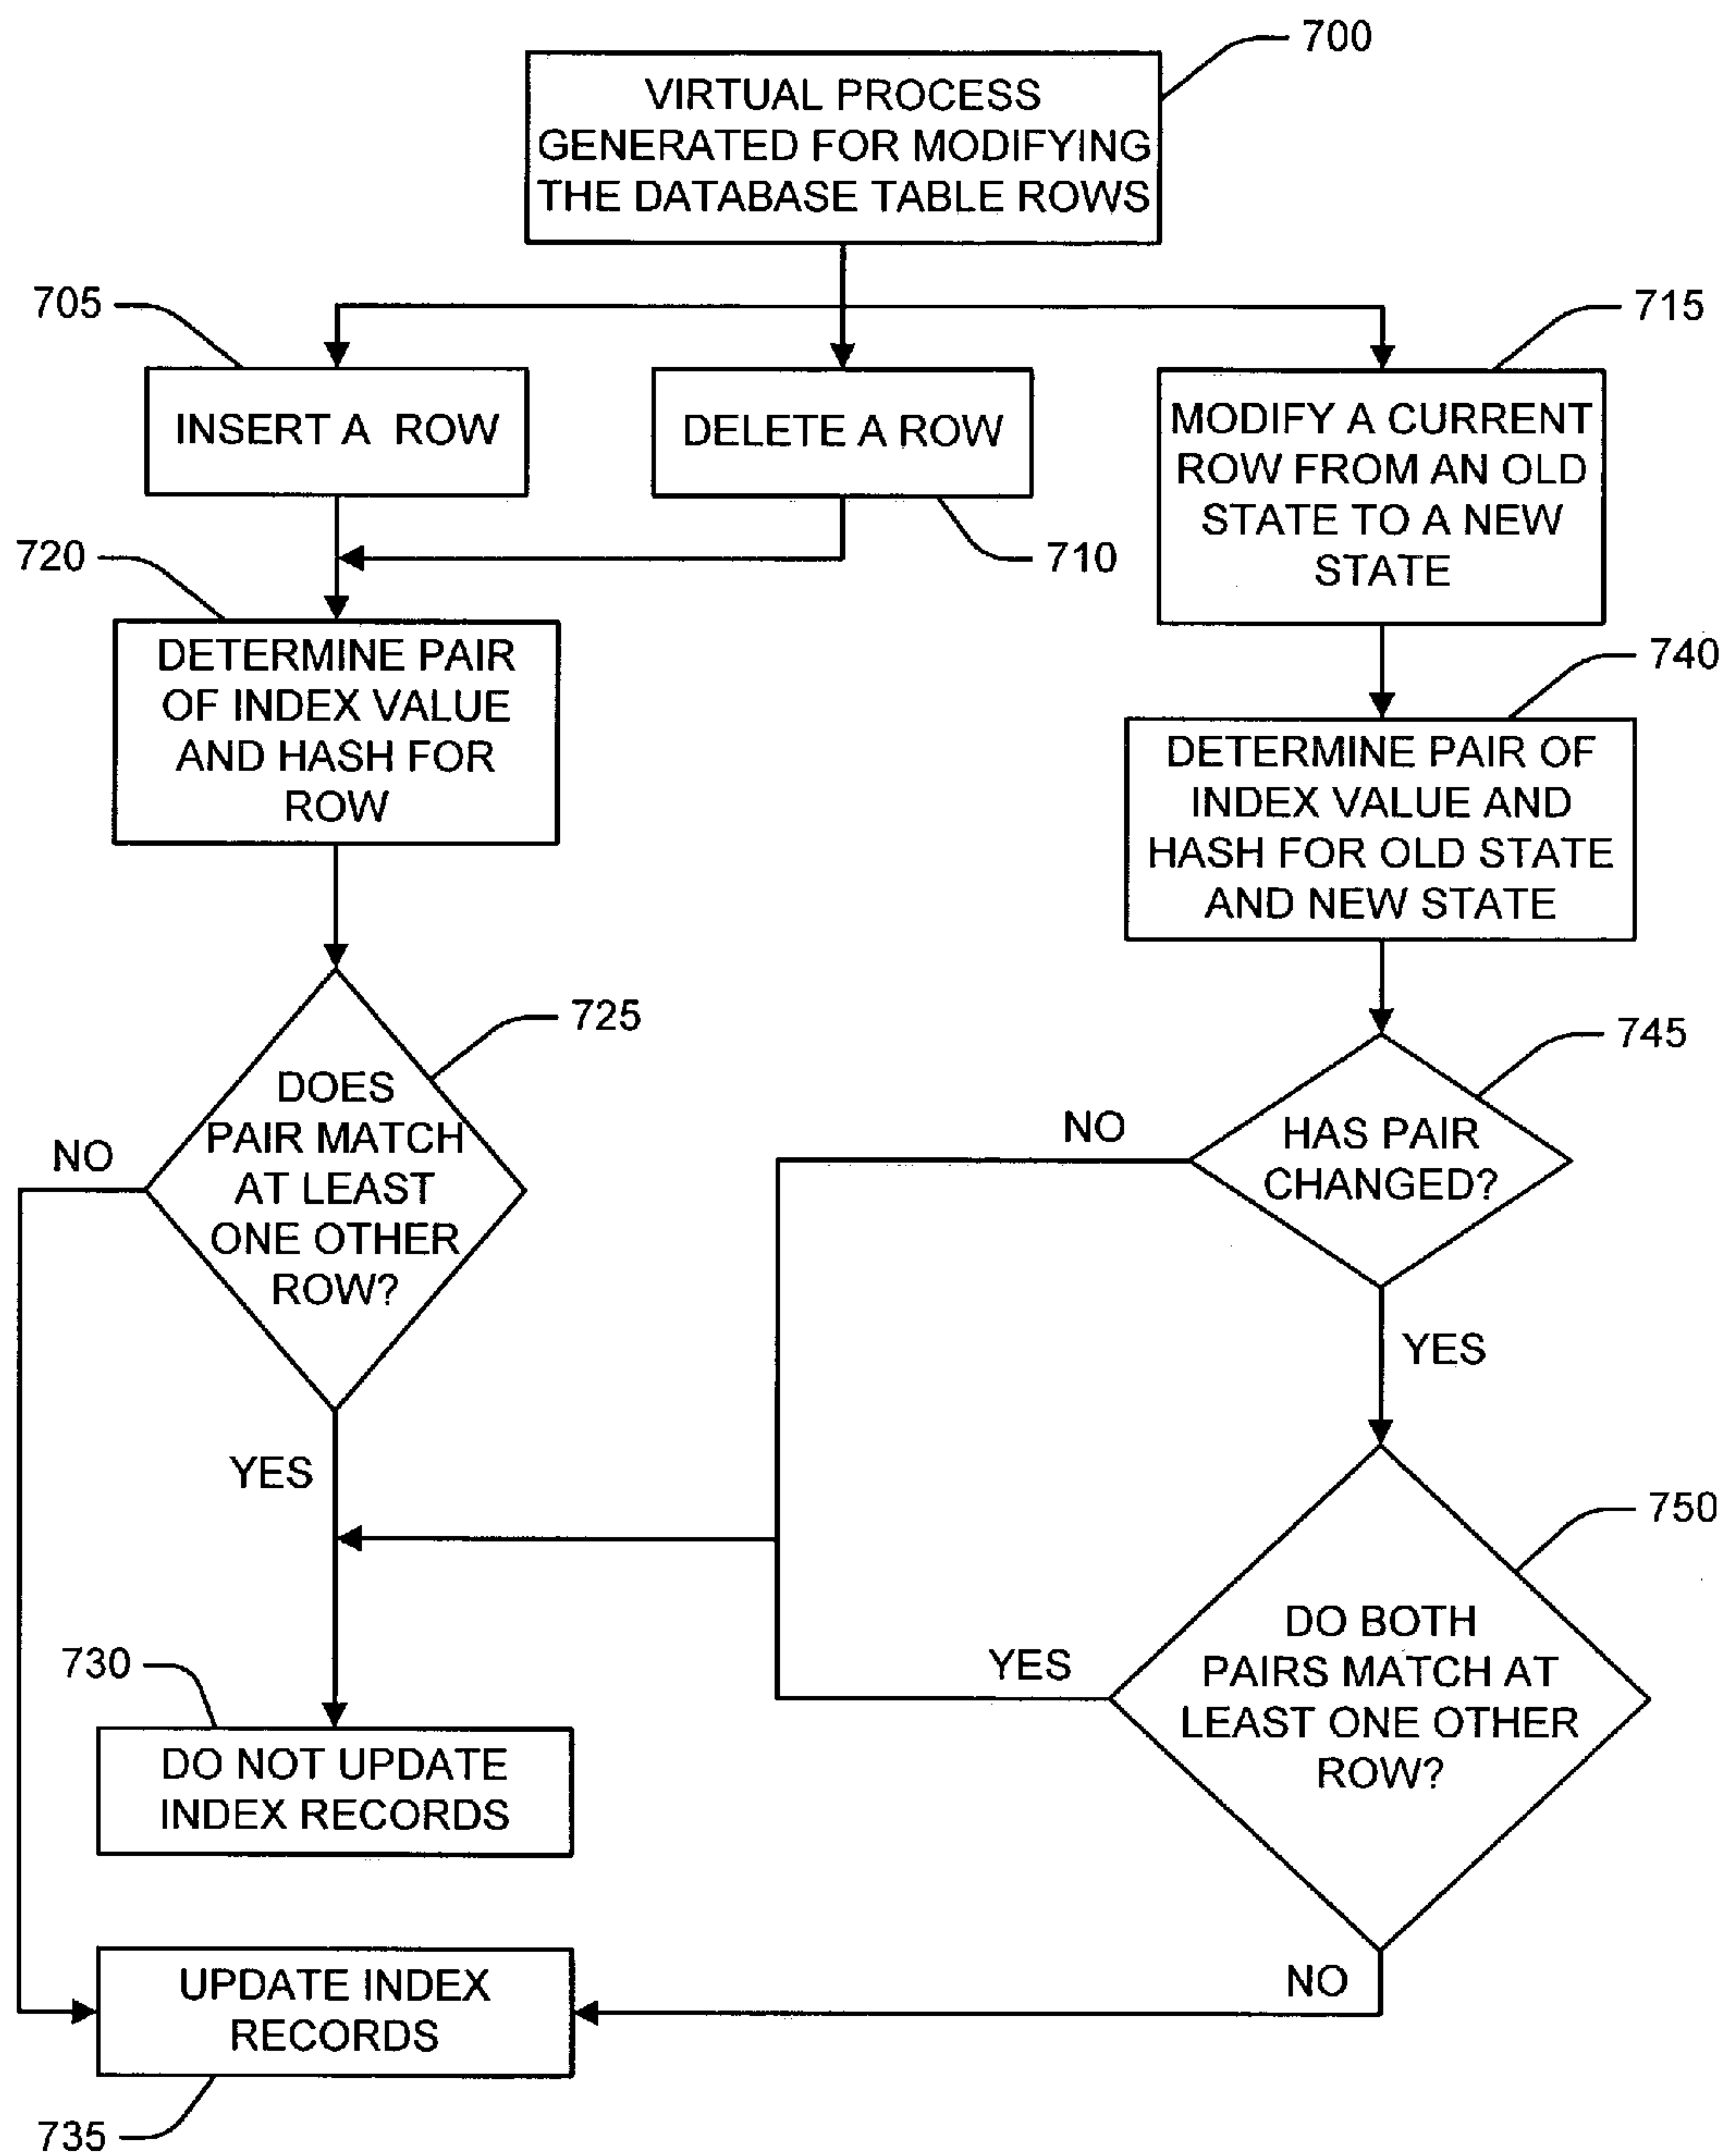 700
VIRTUAL PROCESS
GENERATED FOR MODIFYING
THE DATABASE TABLE ROWS
705
715
INSERT A ROW
DELETE A ROW
MODIFY A CURRENT
ROW FROM AN OLD
STATE TO A NEW
STATE
720
710
DETERMINE PAIR
OF INDEX VALUE
AND HASH FOR
ROW
740
DETERMINE PAIR OF
INDEX VALUE AND
HASH FOR OLD STATE
AND NEW STATE
725
745
DOES
PAIR MATCH
AT LEAST
ONE OTHER
ROW?
NO
NO
HAS PAIR
CHANGED?
YES
YES
750
DO BOTH
PAIRS MATCH AT
LEAST ONE OTHER
ROW?
YES
730
DO NOT UPDATE
INDEX RECORDS
NO
UPDATE INDEX
RECORDS
735